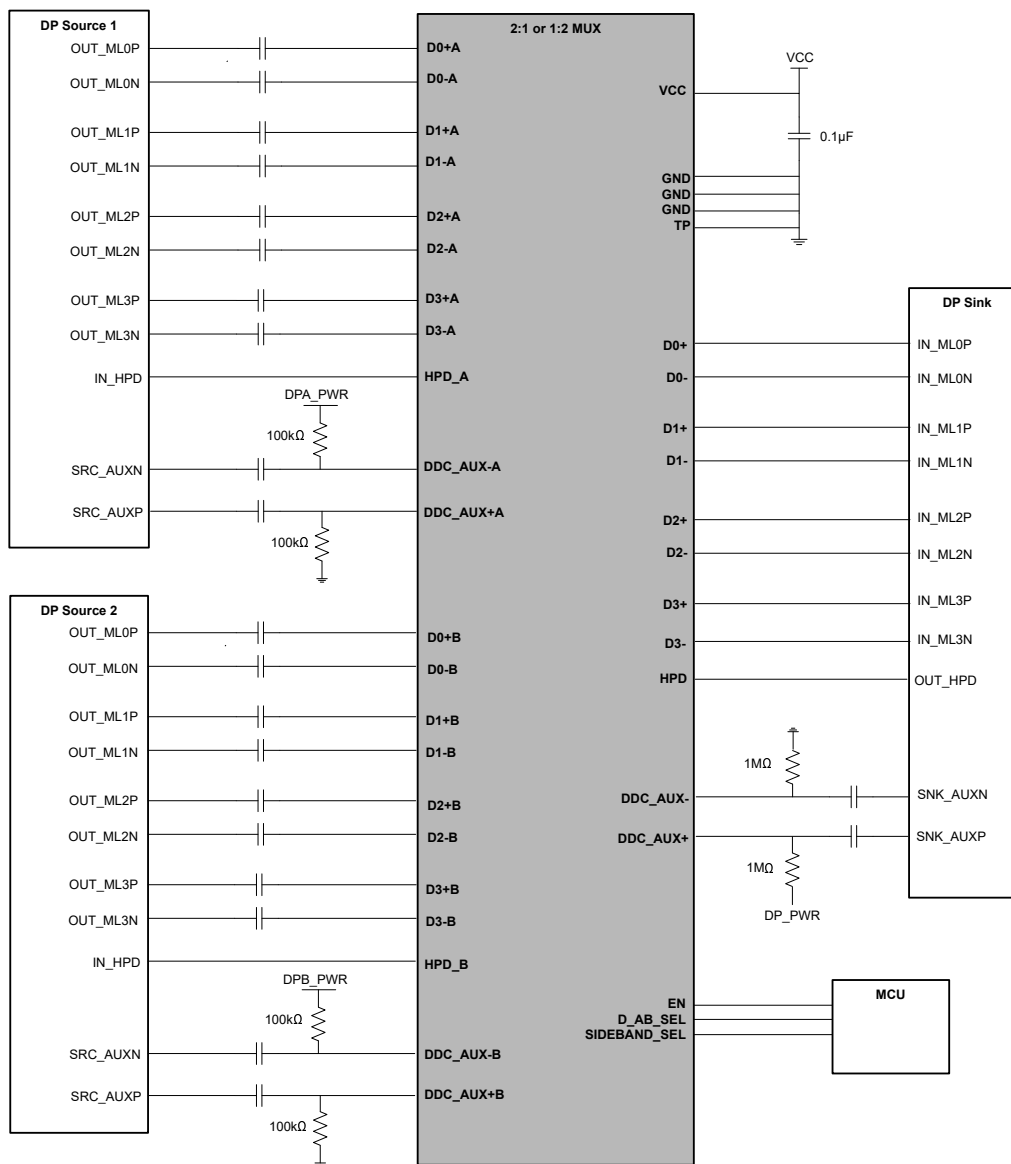 DP Source 1
OUT_ML0P
OUT_ML0N
OUT_ML1P
OUT_ML1N
OUT_ML2P
OUT_ML2N
OUT_ML3P
OUT_ML3N
IN_HPD
SRC_AUXN
SRC_AUXP
DPA_PWR
100kΩ
100kΩ
DP Source 2
OUT_ML0P
OUT_ML0N
OUT_ML1P
OUT_ML1N
OUT_ML2P
OUT_ML2N
OUT_ML3P
OUT_ML3N
IN_HPD
SRC_AUXN
SRC_AUXP
DPB_PWR
100kΩ
100kΩ
2:1 or 1:2 MUX
D0+A
D0-A
D1+A
D1-A
D2+A
D2-A
D3+A
D3-A
HPD_A
DDC_AUX-A
DDC_AUX+A
D0+B
D0-B
D1+B
D1-B
D2+B
D2-B
D3+B
D3-B
HPD_B
DDC_AUX-B
DDC_AUX+B
VCC
GND
GND
GND
TP
D0+
D0-
D1+
D1-
D2+
D2-
D3+
D3-
HPD
DDC_AUX-
DDC_AUX+
EN
D_AB_SEL
SIDEBAND_SEL
VCC
0.1µF
1MΩ
1MΩ
DP_PWR
DP Sink
IN_ML0P
IN_ML0N
IN_ML1P
IN_ML1N
IN_ML2P
IN_ML2N
IN_ML3P
IN_ML3N
OUT_HPD
SNK_AUXN
SNK_AUXP
MCU